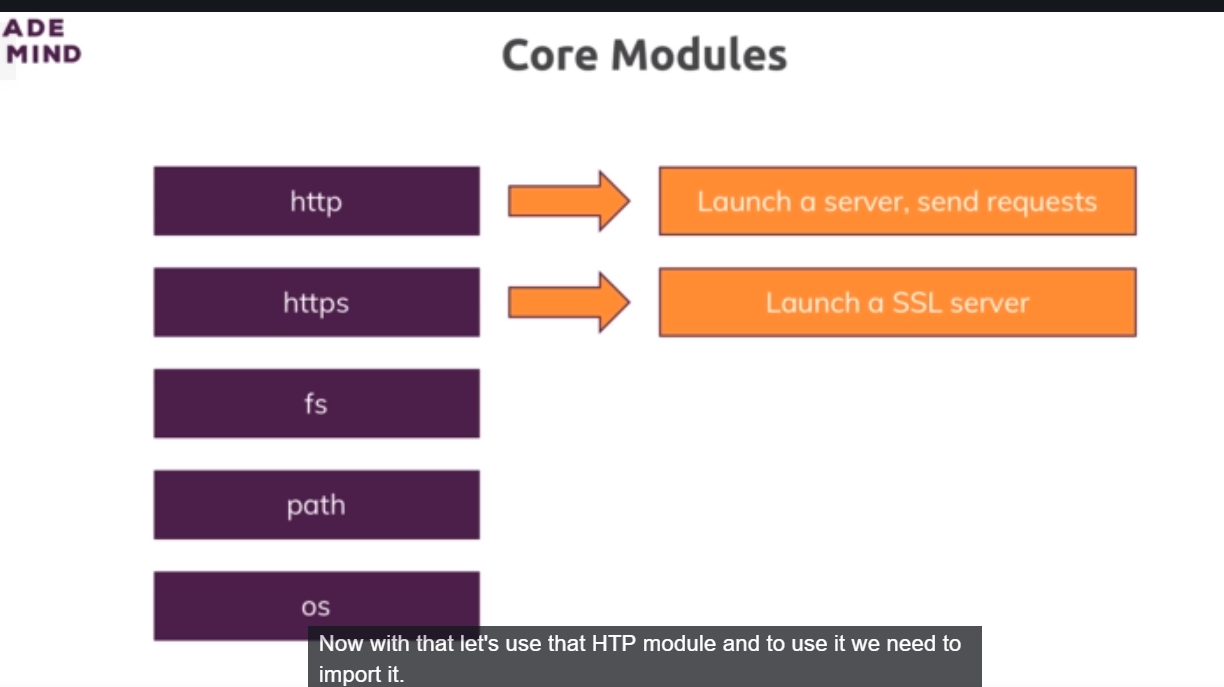 ADE
MIND
Core Modules
http
Launch a server, send requests
https
Launch a SSL server
fs
path
os
Now with that let's use that HTP module and to use it we need to
import it.